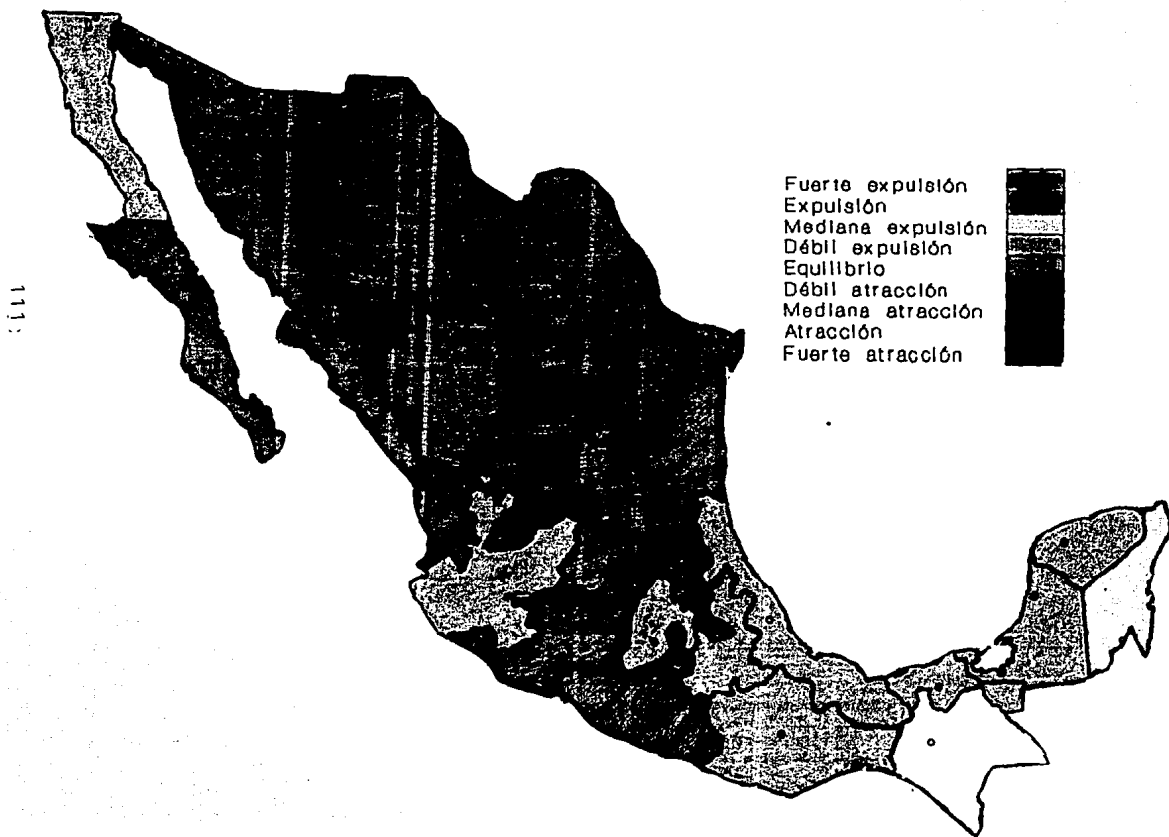 Fuerte expulsión
Expulsión
Mediana expulsión
Débil expulsión
Equilibrio
Débil atracción
Mediana atracción
Atracción
Fuerte atracción